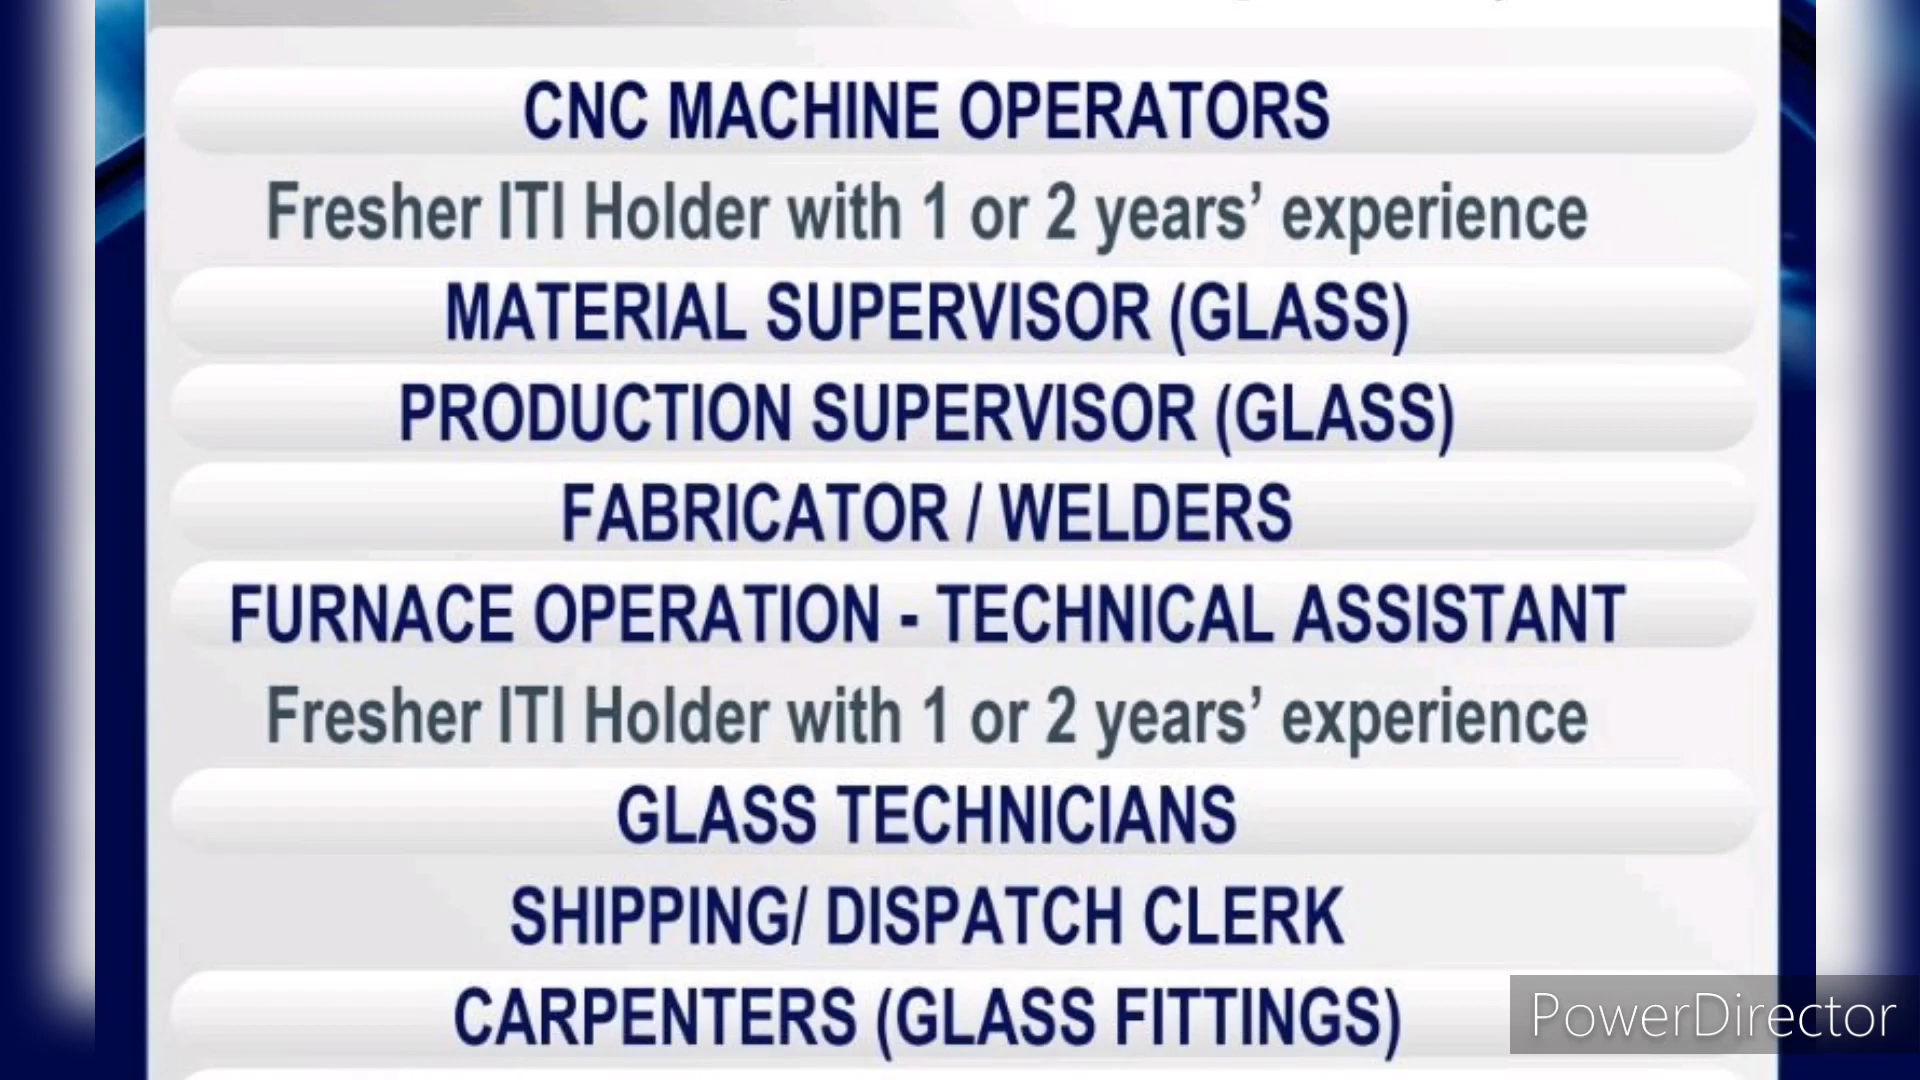 CNC MACHINE OPERATORS
Fresher ITI Holder with 1 or 2 years’ experience
MATERIAL SUPERVISOR (GLASS)
PRODUCTION SUPERVISOR (GLASS)
FABRICATOR / WELDERS
FURNACE OPERATION - TECHNICAL ASSISTANT
Fresher ITI Holder with 1 or 2 years’ experience
GLASS TECHNICIANS
SHIPPING/ DISPATCH CLERK
CARPENTERS (GLASS FITTINGS)
PowerDirector